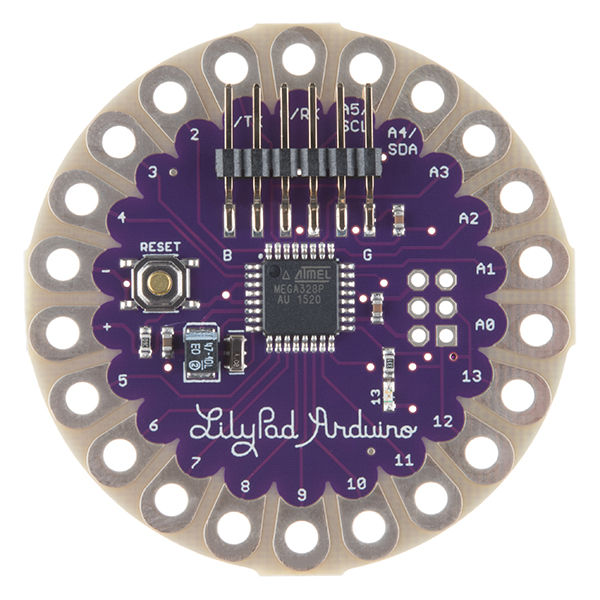 /TX
/RX
A5/
SCL
A4/
SDA
2
3
4
A3
A2
A1
A0
RESET
B
G
ATMEL
MEGA328P
AU 1520
-
+
5
6
7
8
9
10
11
12
13
13
LilyPad Arduino